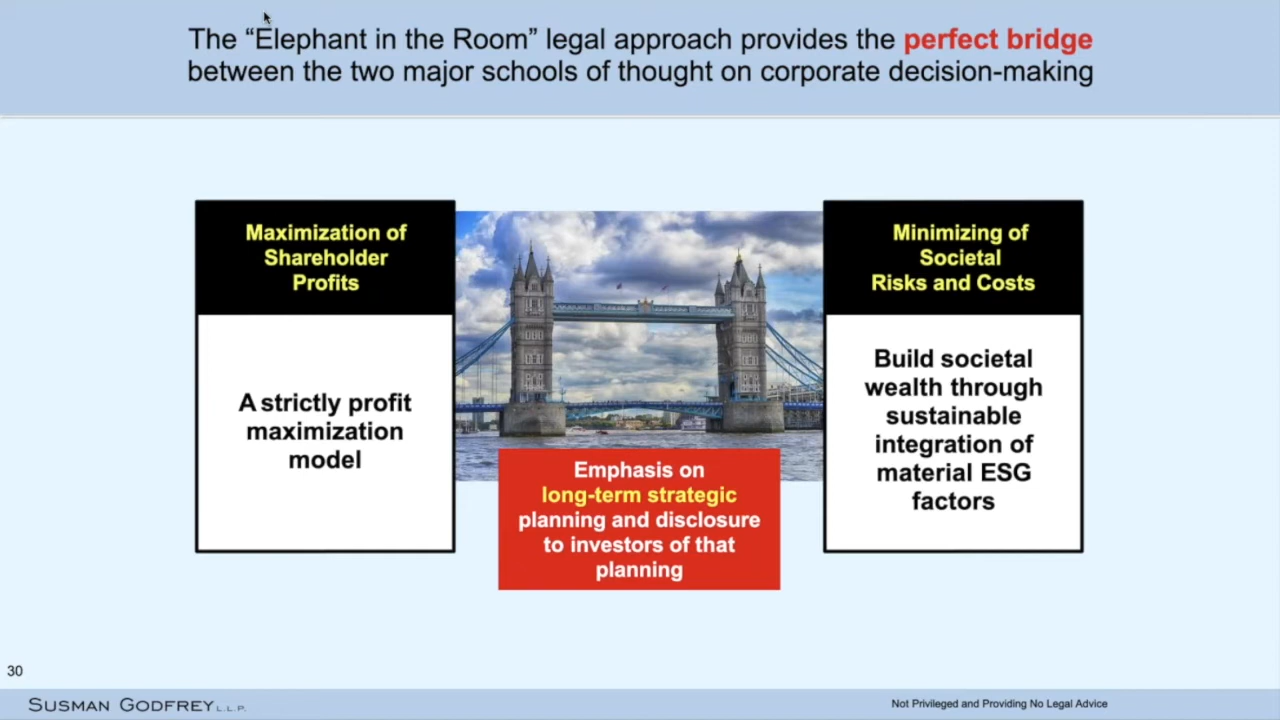 The “Elephant in the Room” legal approach provides the perfect bridge
between the two major schools of thought on corporate decision-making
Maximization of
Shareholder
Profits
A strictly profit
maximization
model
Emphasis on
long-term strategic
planning and disclosure
to investors of that
planning
Minimizing of
Societal
Risks and Costs
Build societal
wealth through
sustainable
integration of
material ESG
factors
30
SUSMAN GODFREY L.L.P.
Not Privileged and Providing No Legal Advice